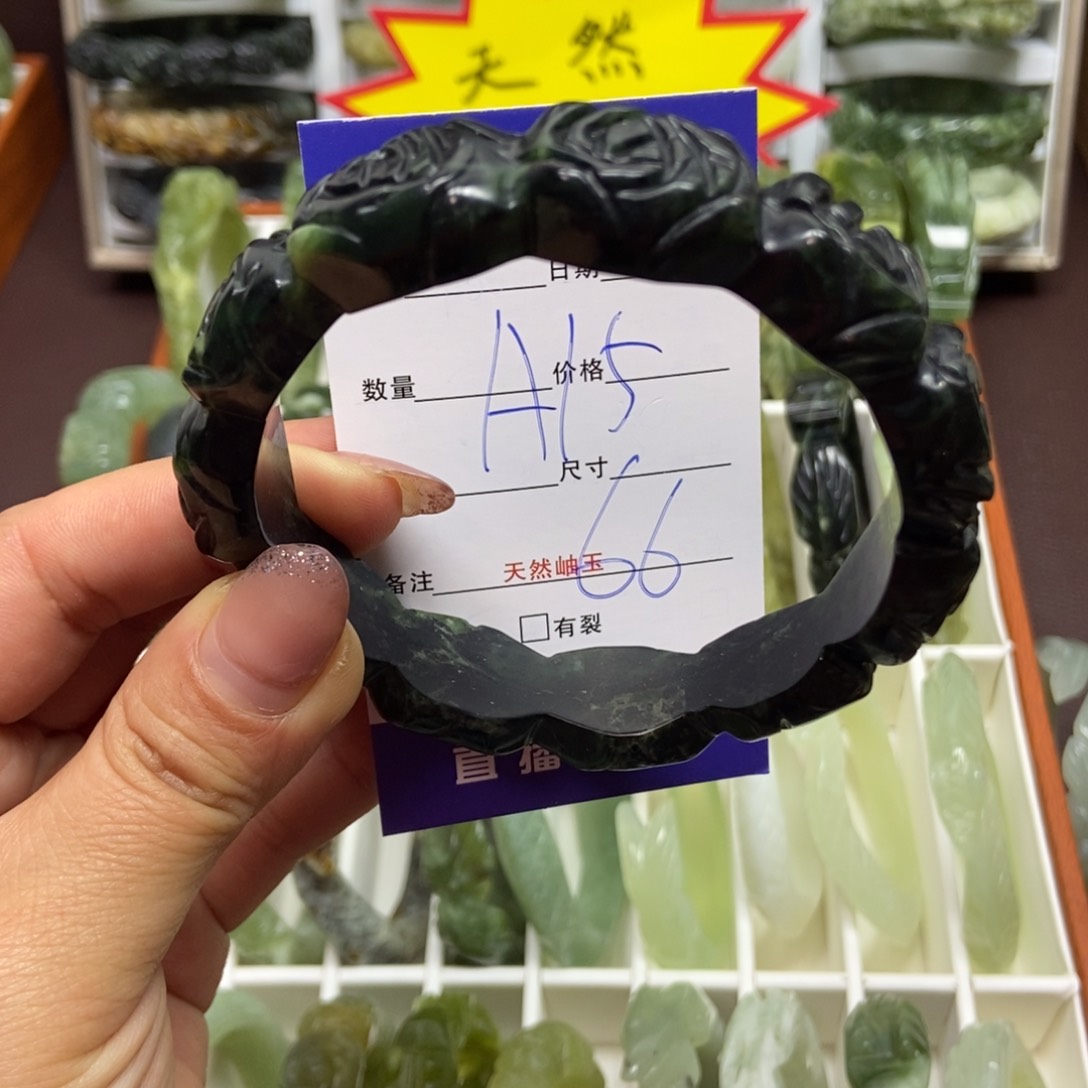 天然
日期
A15
数量 价格
尺寸
66
备注 天然岫玉
有裂
直播